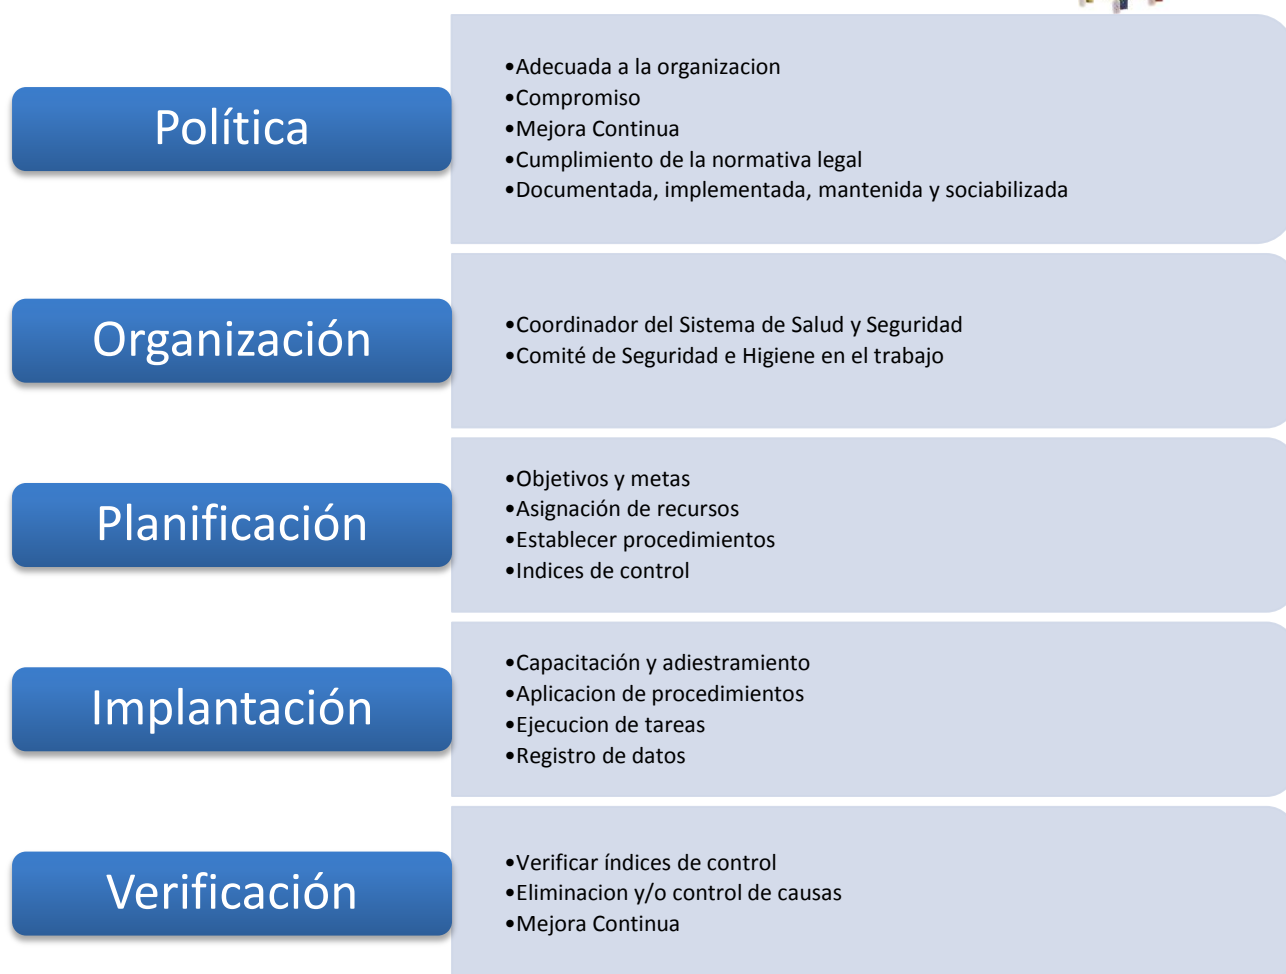 Política
•Adecuada a la organizacion
•Compromiso
•Mejora Continua
•Cumplimiento de la normativa legal
•Documentada, implementada, mantenida y sociabilizada
Organización
•Coordinador del Sistema de Salud y Seguridad
•Comité de Seguridad e Higiene en el trabajo
Planificación
•Objetivos y metas
•Asignación de recursos
•Establecer procedimientos
•Indices de control
Implantación
•Capacitación y adiestramiento
•Aplicacion de procedimientos
•Ejecucion de tareas
•Registro de datos
Verificación
•Verificar índices de control
•Eliminacion y/o control de causas
•Mejora Continua